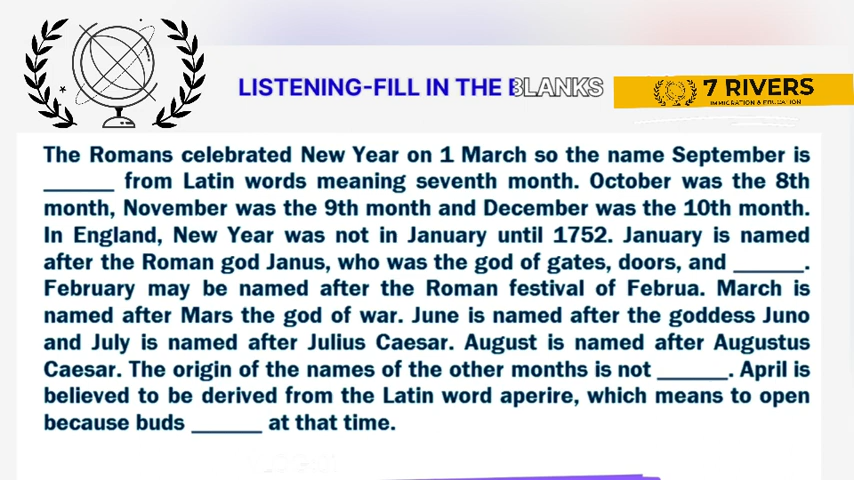 LISTENING-FILL IN THE BLANKS
7 RIVERS
IMMIGRATION & EDUCATION
The Romans celebrated New Year on 1 March so the name September is
______ from Latin words meaning seventh month. October was the 8th
month, November was the 9th month and December was the 10th month.
In England, New Year was not in January until 1752. January is named
after the Roman god Janus, who was the god of gates, doors, and ______.
February may be named after the Roman festival of Februa. March is
named after Mars the god of war. June is named after the goddess Juno
and July is named after Julius Caesar. August is named after Augustus
Caesar. The origin of the names of the other months is not ______. April is
believed to be derived from the Latin word aperire, which means to open
because buds ______ at that time.